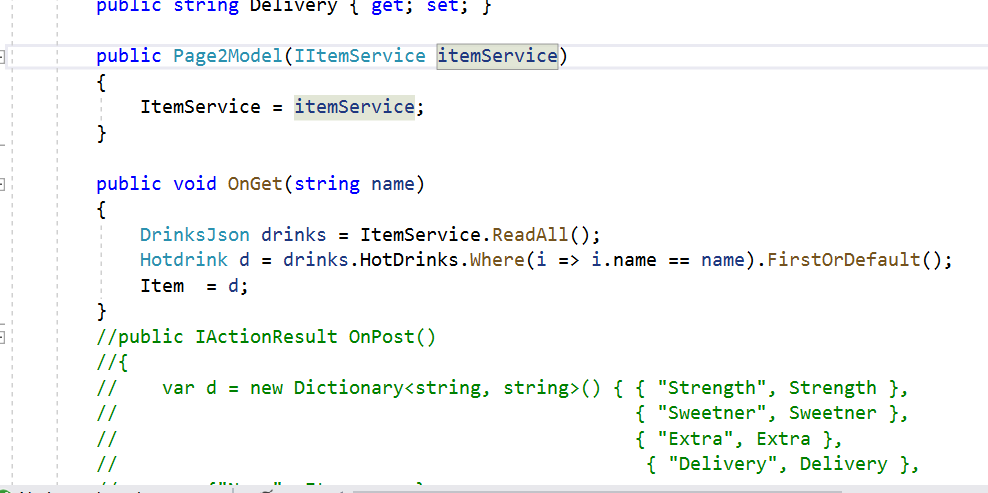 public string Delivery { get; set; }
public Page2Model(IItemService itemService)
{
ItemService = itemService;
}
public void OnGet(string name)
{
DrinksJson drinks = ItemService.ReadAll();
Hotdrink d = drinks.HotDrinks.Where(i => i.name == name).FirstOrDefault();
Item  = d;
}
//public IActionResult OnPost()
//{
//    var d = new Dictionary<string, string>() { { "Strength", Strength },
//    { "Sweetner", Sweetner },
//    { "Extra", Extra },
//    { "Delivery", Delivery },